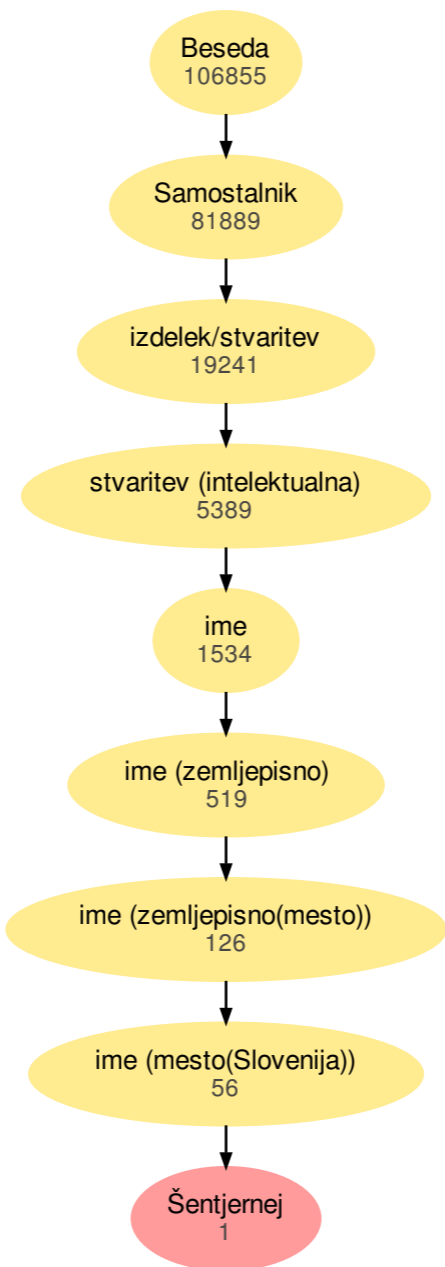 Beseda
106855
Samostalnik
81889
izdelek/stvaritev
19241
stvaritev (intelektualna)
5389
ime
1534
ime (zemljepisno)
519
ime (zemljepisno(mesto))
126
ime (mesto(Slovenija))
56
Šentjernej
1